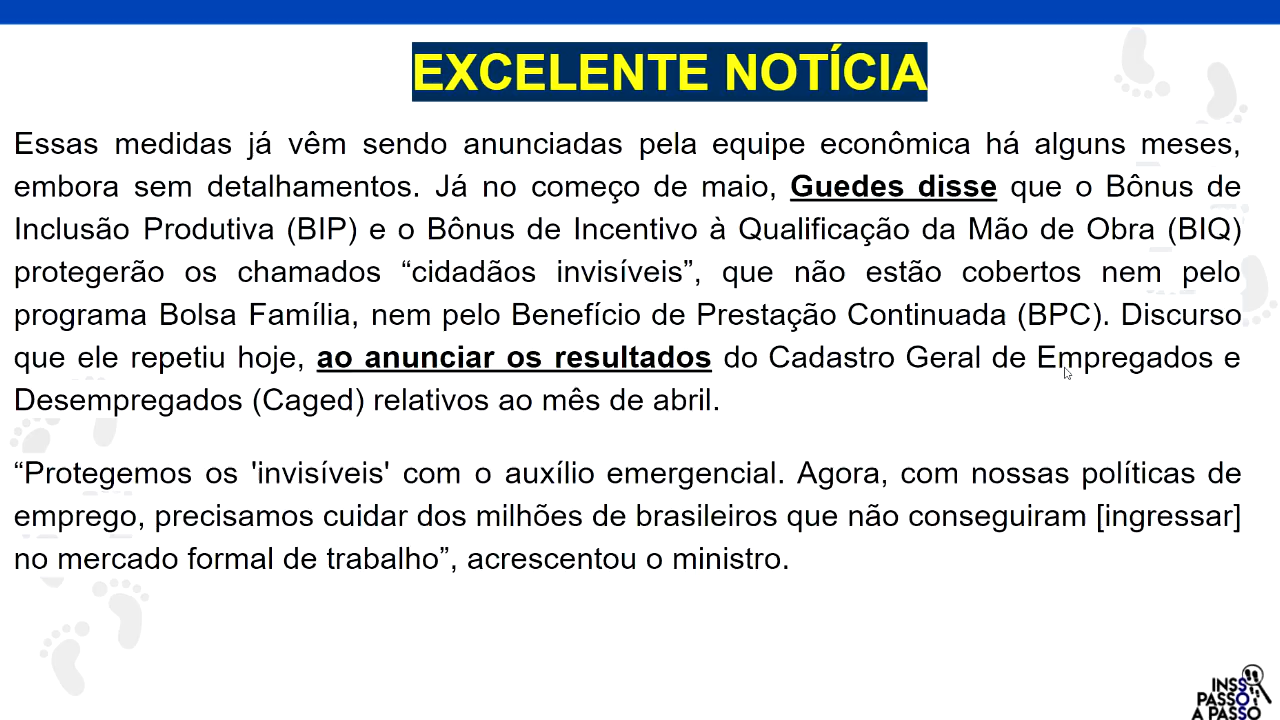 EXCELENTE NOTÍCIA
Essas medidas já vêm sendo anunciadas pela equipe econômica há alguns meses,
embora sem detalhamentos. Já no começo de maio, Guedes disse que o Bônus de
Inclusão Produtiva (BIP) e o Bônus de Incentivo à Qualificação da Mão de Obra (BIQ)
protegerão os chamados “cidadãos invisíveis”, que não estão cobertos nem pelo
programa Bolsa Família, nem pelo Benefício de Prestação Continuada (BPC). Discurso
que ele repetiu hoje, ao anunciar os resultados do Cadastro Geral de Empregados e
Desempregados (Caged) relativos ao mês de abril.
“Protegemos os 'invisíveis' com o auxílio emergencial. Agora, com nossas políticas de
emprego, precisamos cuidar dos milhões de brasileiros que não conseguiram [ingressar]
no mercado formal de trabalho”, acrescentou o ministro.
INSS
PASSO
A PASSO